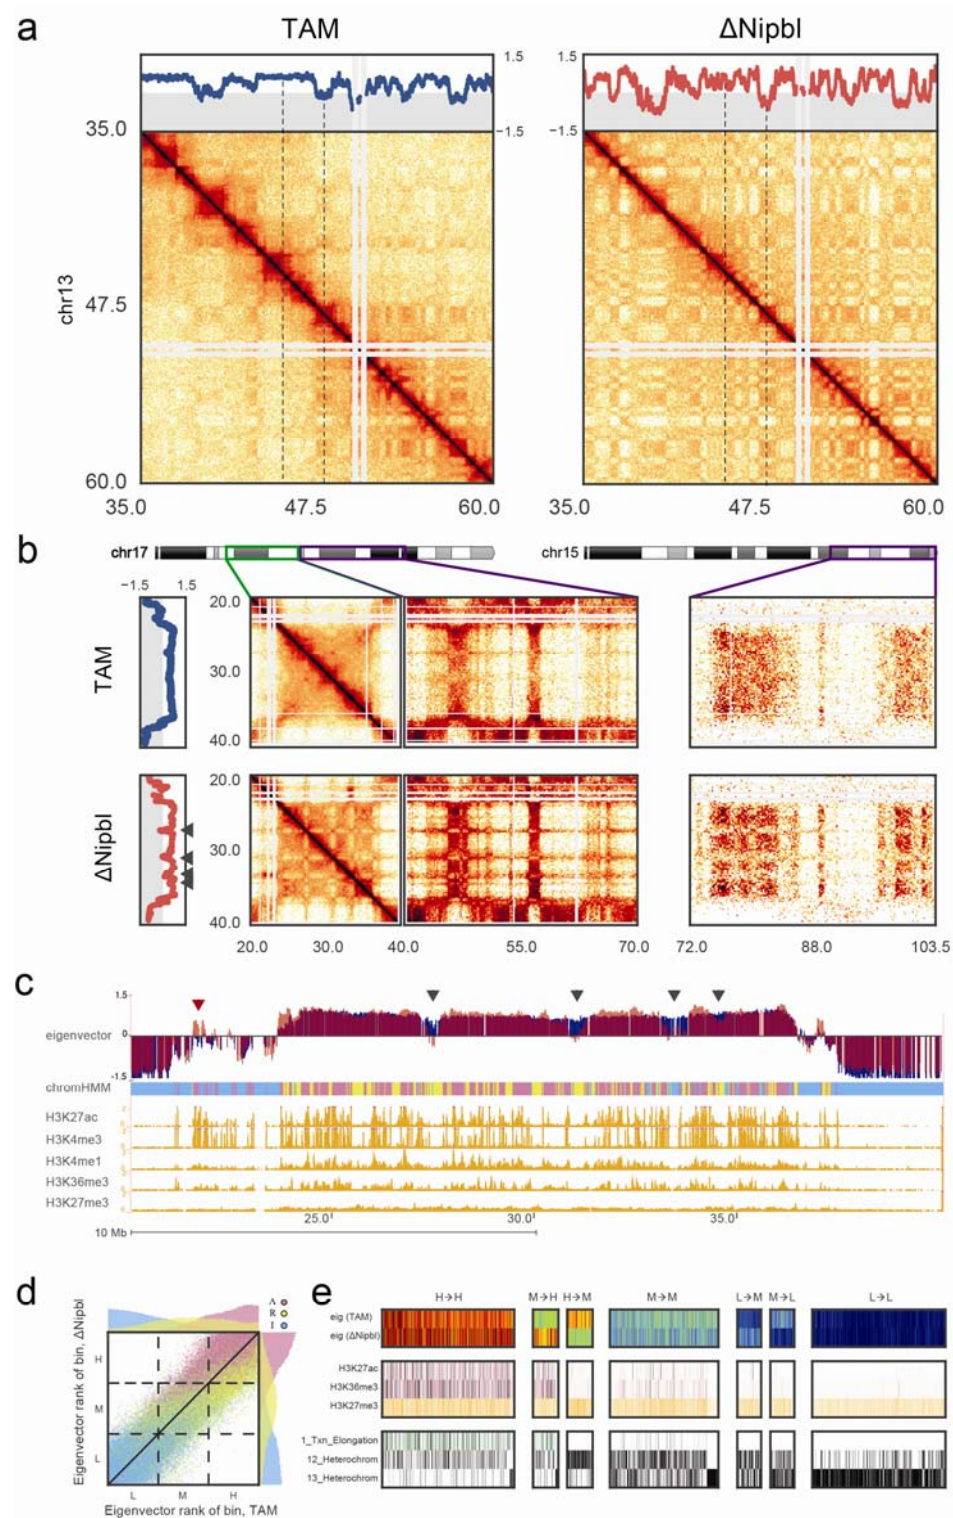 a
TAM
ΔNipbl
1.5
1.5
35.0
−1.5
−1.5
chr13
47.5
60.0
35.0
47.5
60.0
35.0
47.5
60.0
b
chr17
chr15
−1.5
1.5
TAM
20.0
30.0
40.0
ΔNipbl
20.0
30.0
40.0
20.0
30.0
40.0
55.0
70.0
72.0
88.0
103.5
c
1.5
eigenvector
0
-1.5
chromHMM
H3K27ac
H3K4me3
H3K4me1
H3K36me3
H3K27me3
25.0
30.0
35.0
10 Mb
d
A
R
I
Eigenvector rank of bin, ΔNipbl
H
M
L
L
M
H
Eigenvector rank of bin, TAM
e
H→H
M→H
H→M
M→M
L→M
M→L
L→L
eig (TAM)
eig (ΔNipbl)
H3K27ac
H3K36me3
H3K27me3
1_Txn_Elongation
12_Heterochrom
13_Heterochrom